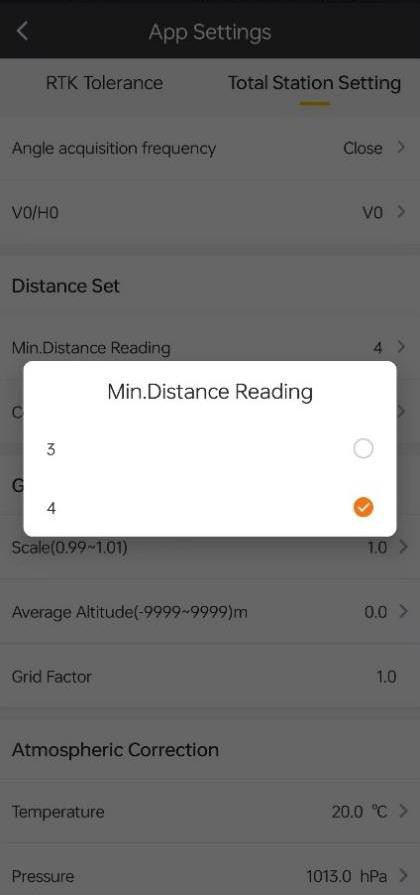 App Settings
RTK Tolerance Total Station Setting
Angle acquisition frequency Close
V0/H0 V0
Distance Set
Min.Distance Reading 4
Min.Distance Reading
3
4
Scale(0.99~1.01) 1.0
Average Altitude(-9999~9999)m 0.0
Grid Factor 1.0
Atmospheric Correction
Temperature 20.0 °C
Pressure 1013.0 hPa